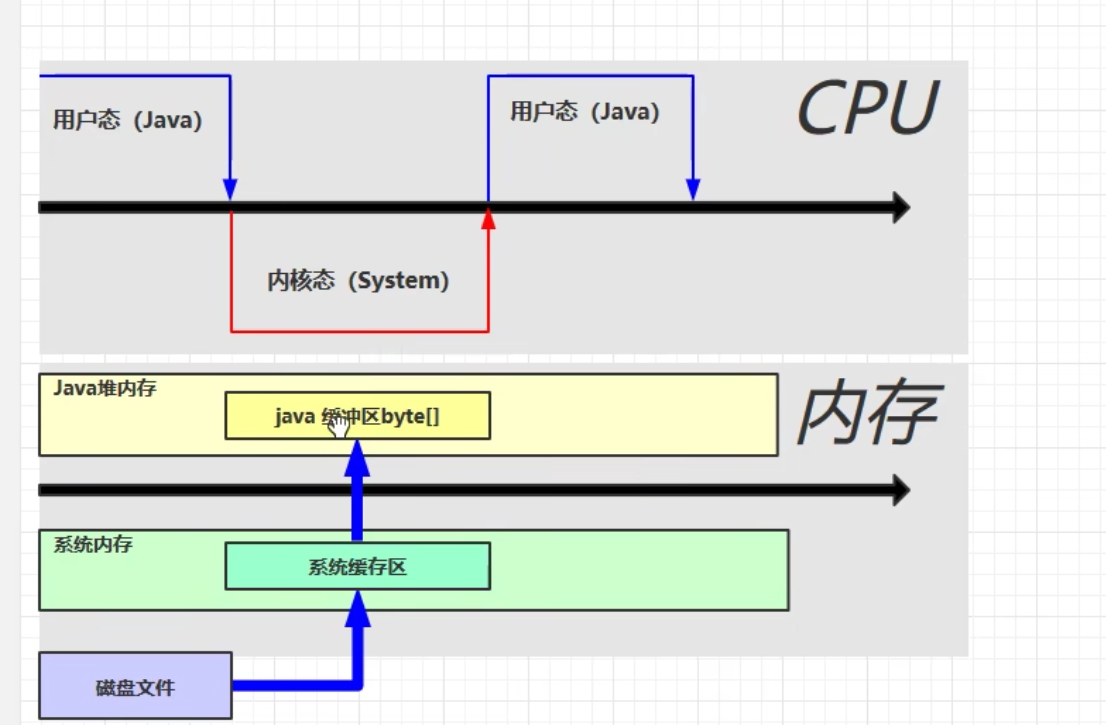 CPU
用户态（Java）
用户态（Java）
内核态（System）
Java堆内存
java 缓冲区byte[]
内存
系统内存
系统缓存区
磁盘文件